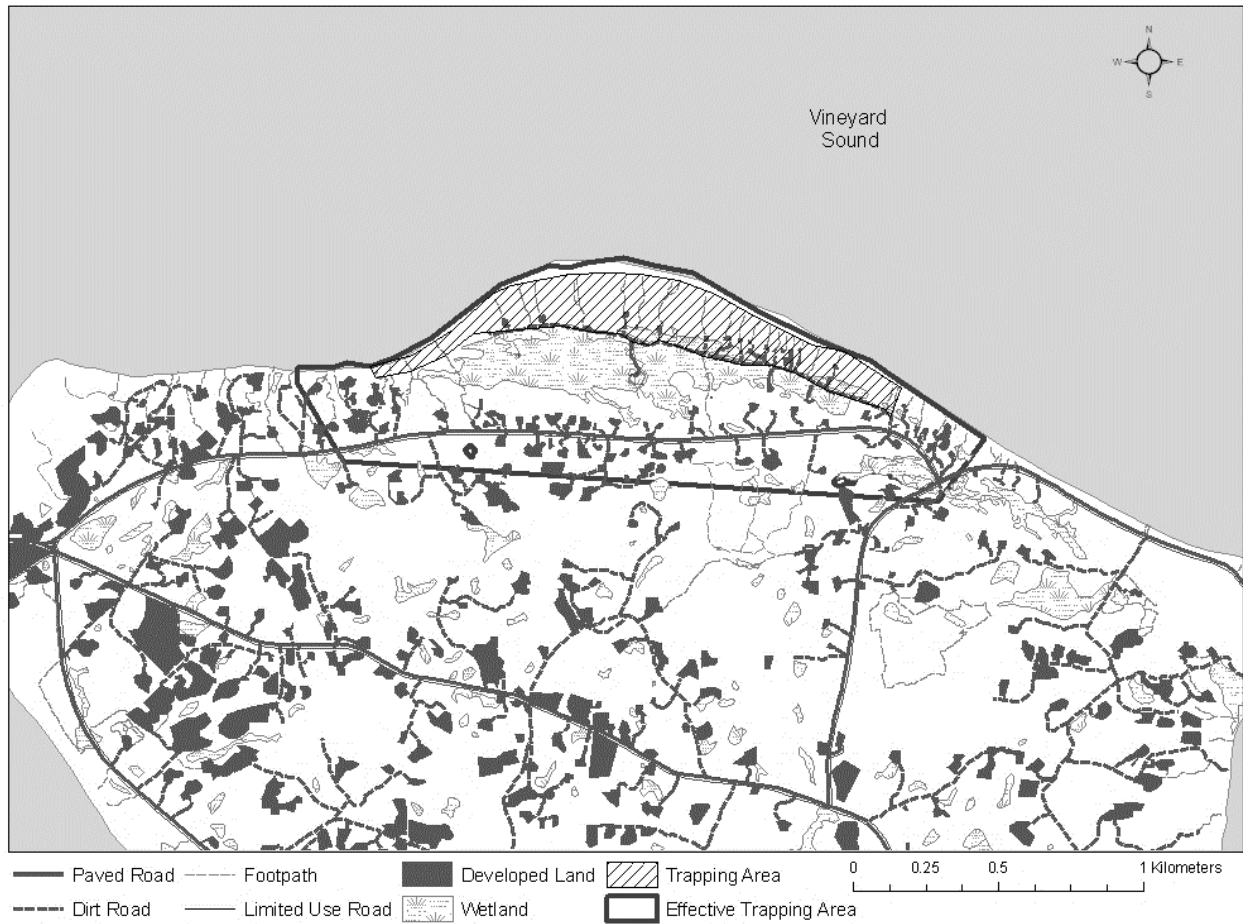 N
W E
S
Vineyard
Sound
Paved Road Footpath Developed Land Trapping Area
0 0.25 0.5 1 Kilometers
Dirt Road Limited Use Road Wetland Effective Trapping Area